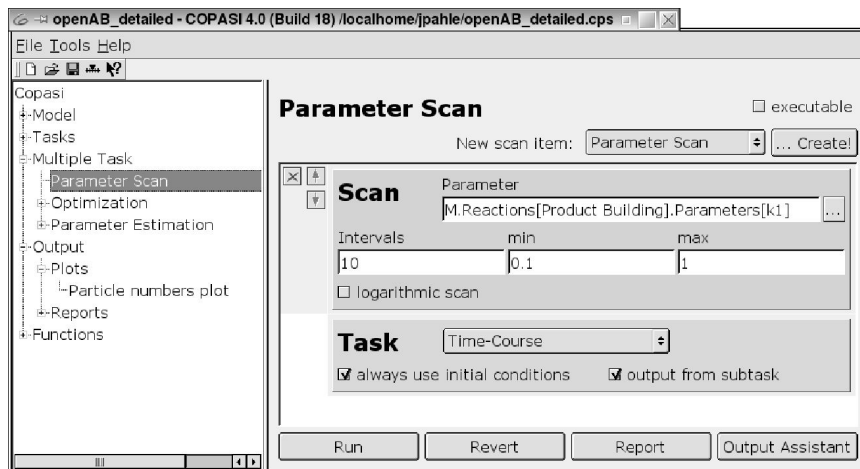 openAB_detailed - COPASI 4.0 (Build 18) /localhome/jpahle/openAB_detailed.cps
File Tools Help
Copasi
Model
Tasks
Multiple Task
Parameter Scan
Optimization
Parameter Estimation
Output
Plots
Particle numbers plot
Reports
Functions
Parameter Scan
executable
New scan item: Parameter Scan ... Create!
Scan
Parameter
M.Reactions[Product Building].Parameters[k1] ...
Intervals min max
10 0.1 1
logarithmic scan
Task Time-Course
always use initial conditions output from subtask
Run Revert Report Output Assistant